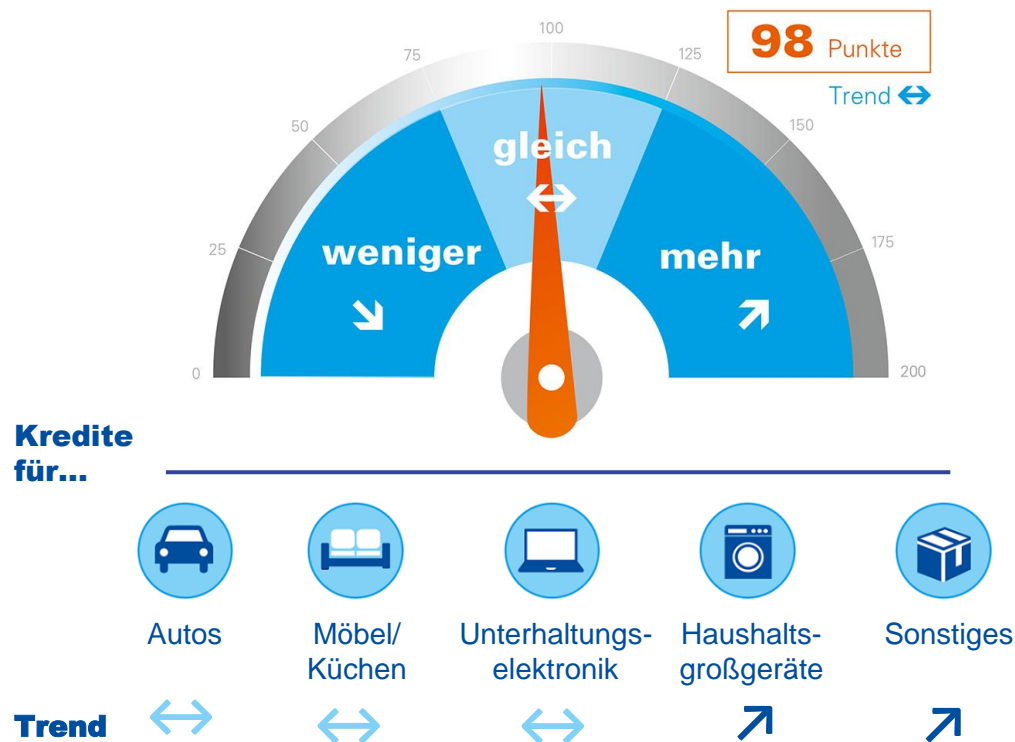 100
98 Punkte
75
125
Trend
50
150
gleich
weniger
mehr
25
175
0
200
Kredite
für...
Autos
Möbel/
Küchen
Unterhaltungs-
elektronik
Haushalts-
großgeräte
Sonstiges
Trend